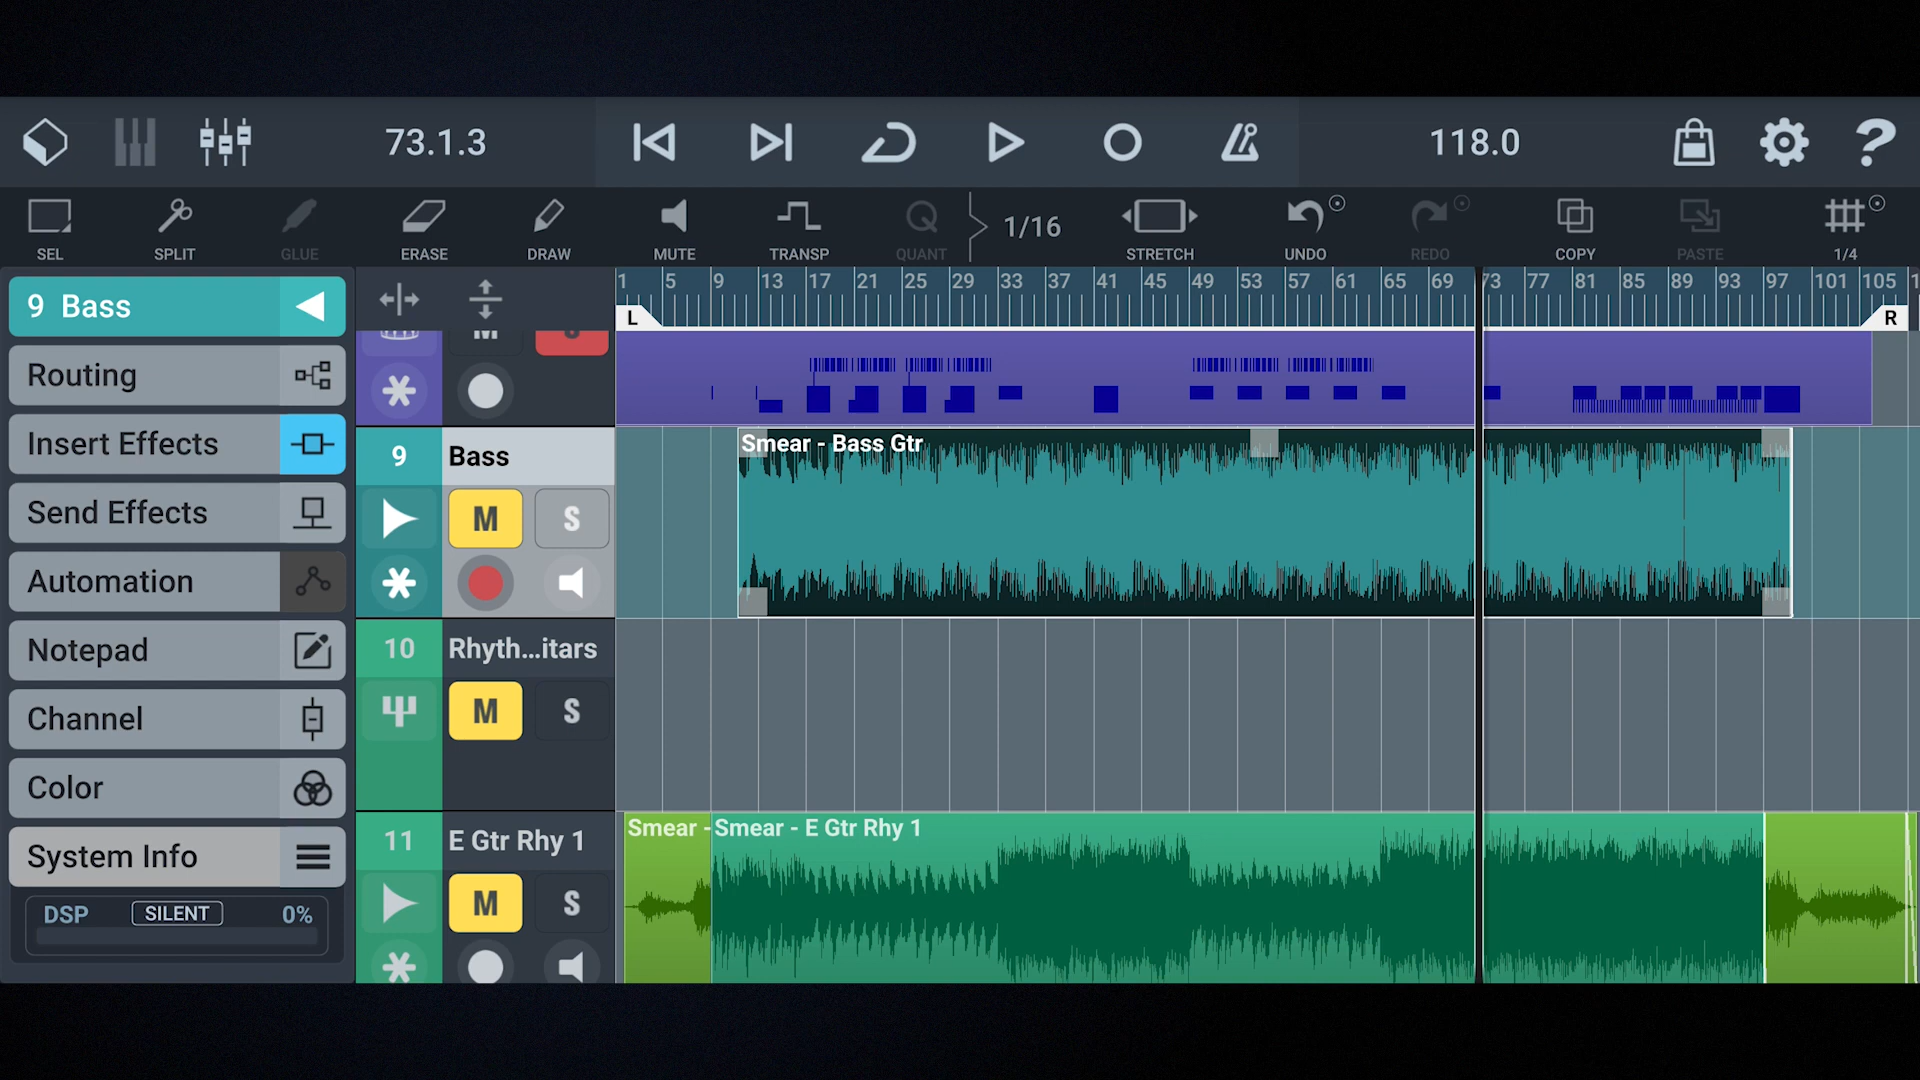 73.1.3
118.0
SEL SPLIT GLUE ERASE DRAW MUTE TRANSP QUANT 1/16 STRETCH UNDO REDO COPY PASTE 1/4
9 Bass
1 5 9 13 17 21 25 29 33 37 41 45 49 53 57 61 65 69 73 77 81 85 89 93 97 101 105
L R
Routing
Insert Effects
Send Effects
Automation
Notepad
Channel
Color
System Info
DSP SILENT 0%
9 Bass
M S
Smear - Bass Gtr
10 Rhyth...itars
M S
11 E Gtr Rhy 1
M S
Smear - Smear - E Gtr Rhy 1